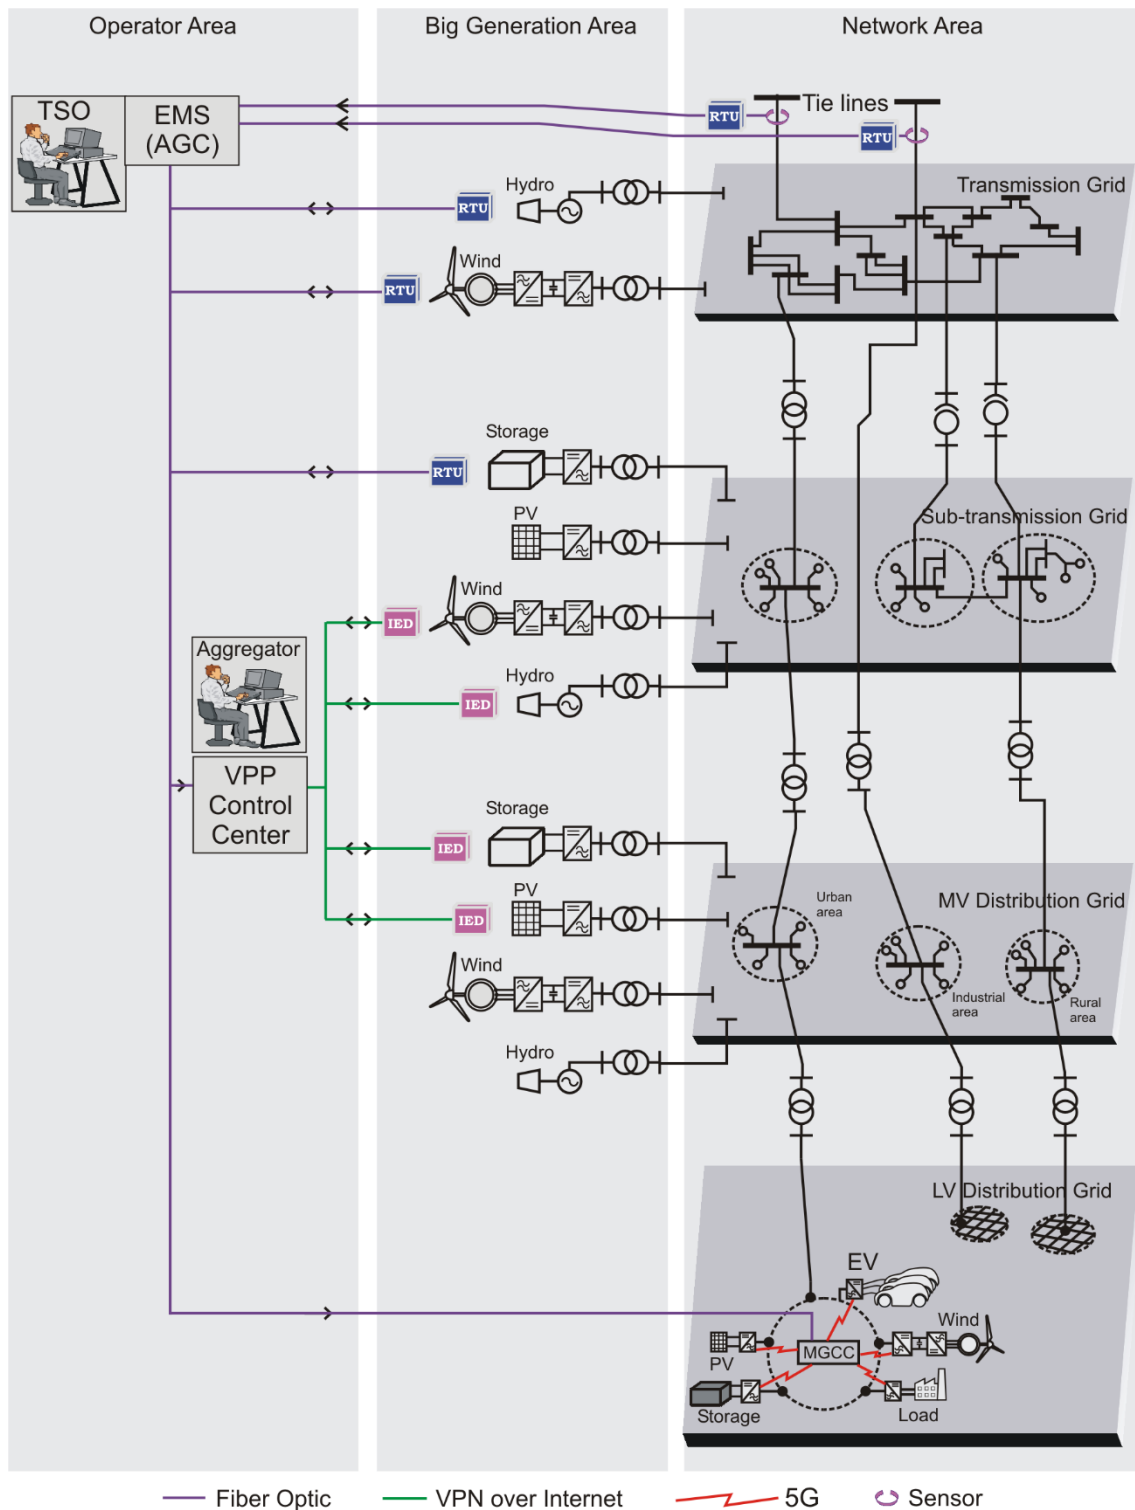 Operator Area
Big Generation Area
Network Area
TSO
EMS
(AGC)
RTU
Tie lines
RTU
Hydro
RTU
Transmission Grid
Wind
RTU
Storage
RTU
PV
Sub-transmission Grid
Wind
IED
Aggregator
Hydro
IED
VPP
Control
Center
Storage
IED
PV
IED
Urban
area
MV Distribution Grid
Wind
Industrial
area
Rural
area
Hydro
LV Distribution Grid
EV
Wind
PV
MGCC
Storage
Load
Fiber Optic
VPN over Internet
5G
Sensor